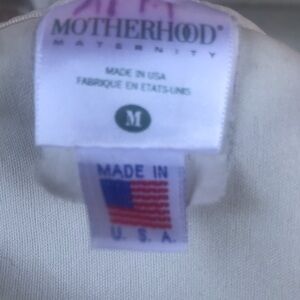 MOTHERHOOD®
MATERNITY
MADE IN USA
FABRIQUE EN ETATS-UNIS
M
MADE IN
U. S. A.